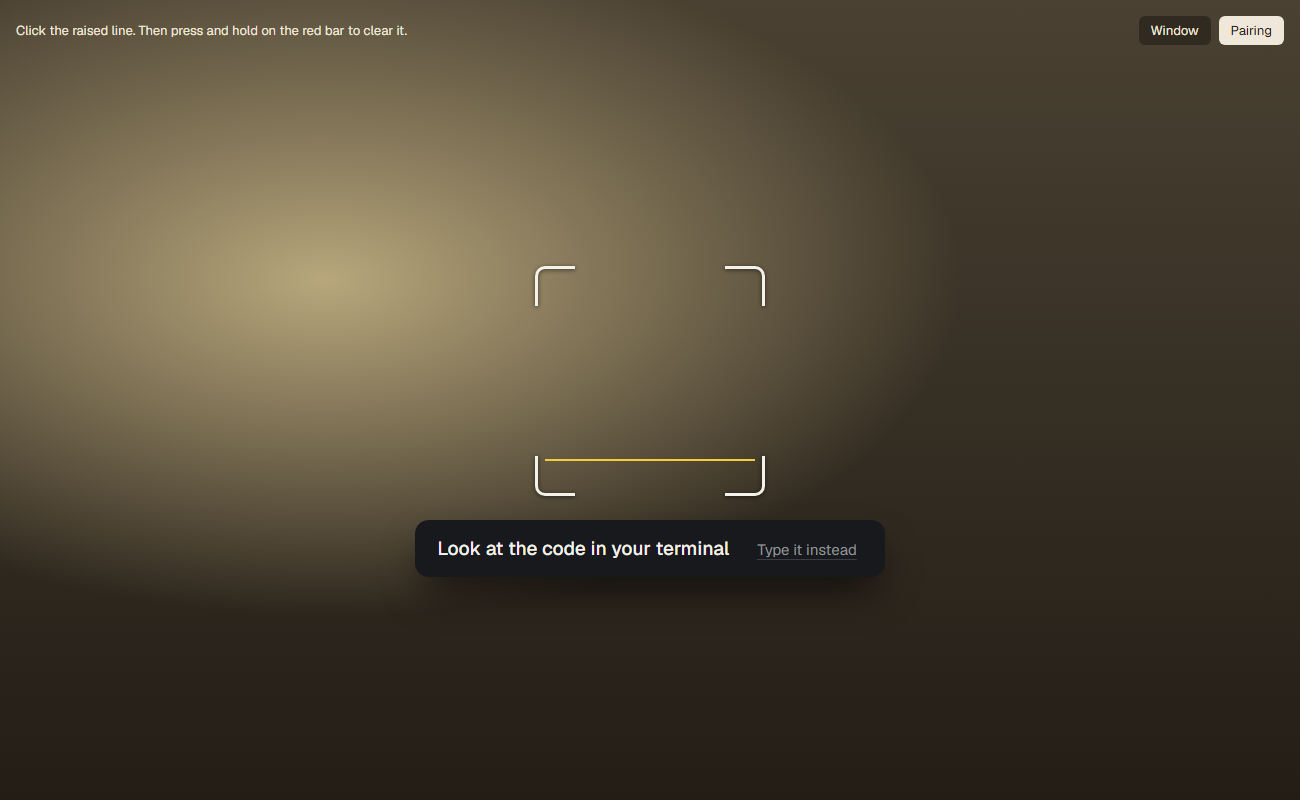 Click the raised line. Then press and hold on the red bar to clear it.
Window
Pairing
Look at the code in your terminal
Type it instead